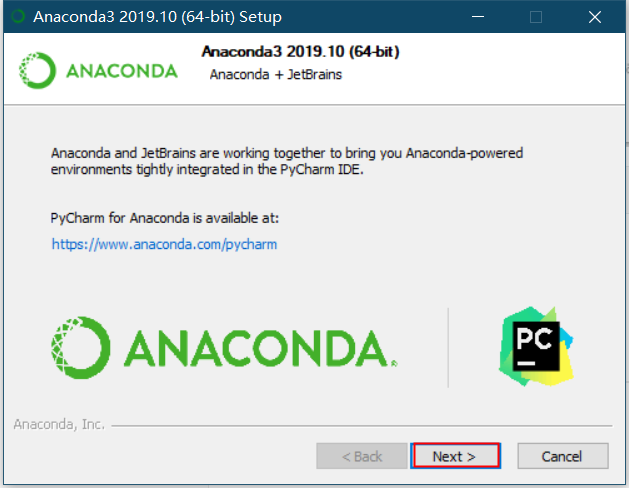 Anaconda3 2019.10 (64-bit) Setup
Anaconda3 2019.10 (64-bit)
ANACONDA
Anaconda + JetBrains
Anaconda and JetBrains are working together to bring you Anaconda-powered
environments tightly integrated in the PyCharm IDE.
PyCharm for Anaconda is available at:
https://www.anaconda.com/pycharm
ANACONDA®
PC
Anaconda, Inc.
< Back
Next >
Cancel